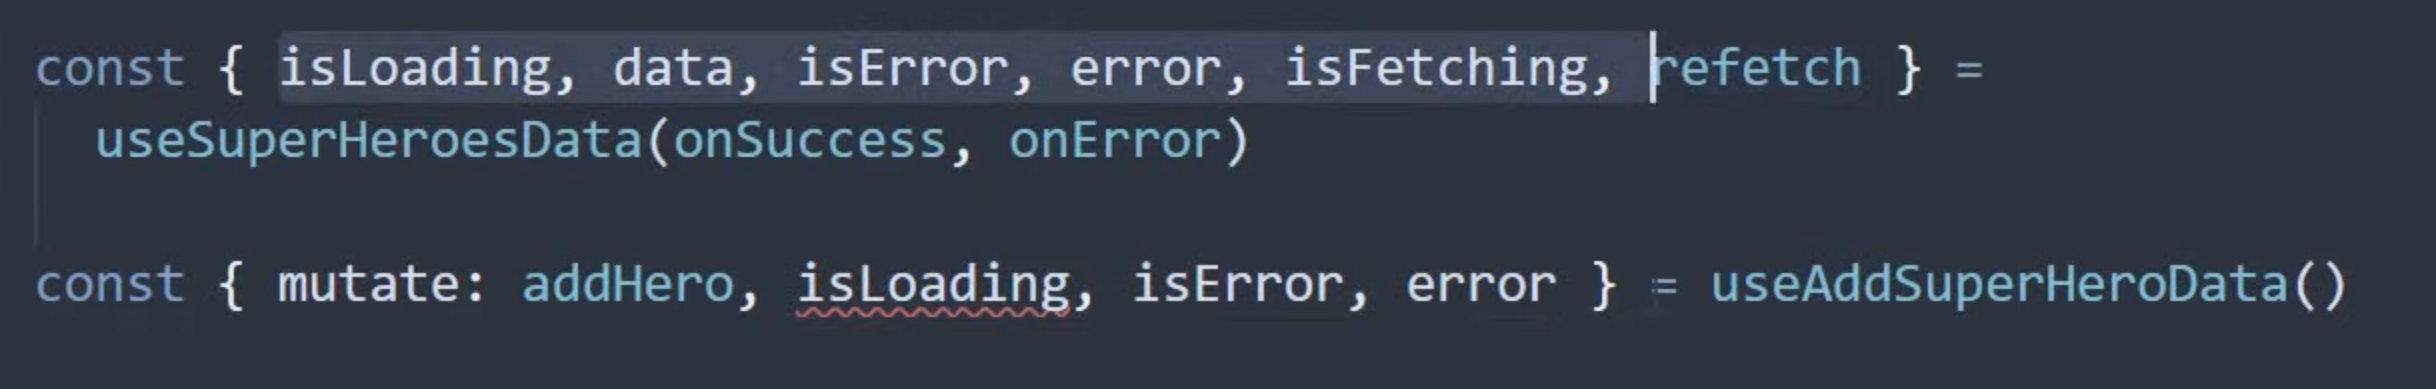 const { isLoading, data, isError, error, isFetching, refetch } =
useSuperHeroesData(onSuccess, onError)
const { mutate: addHero, isLoading, isError, error } = useAddSuperHeroData()